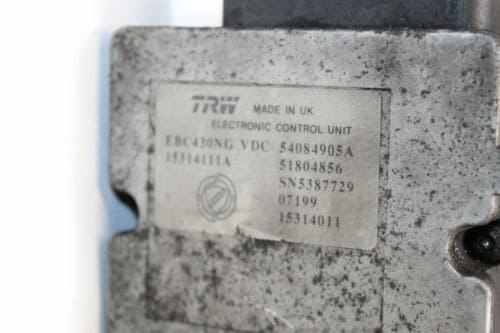 TRW MADE IN UK
ELECTRONIC CONTROL UNIT
EBC430NG VDC 54084905A
15314111A 51804856
SN5387729
07199
15314011